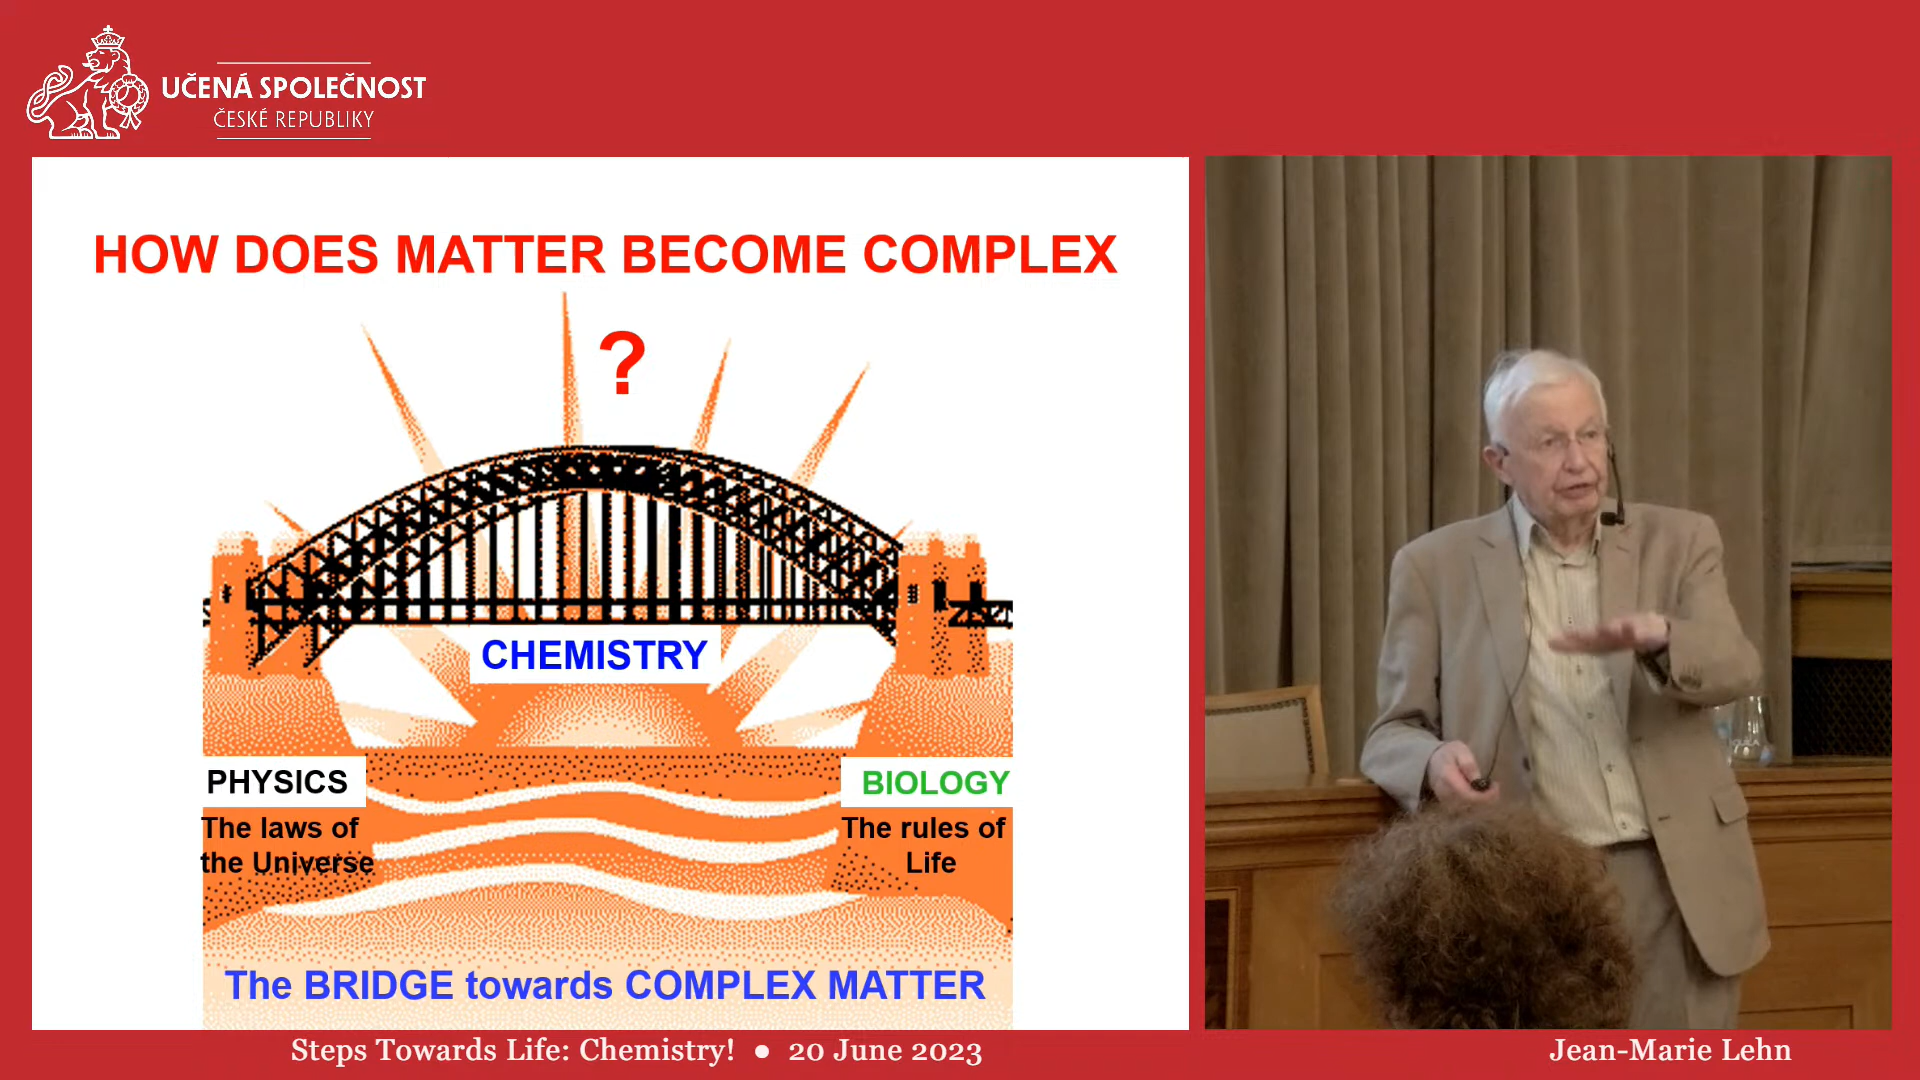 UČENÁ SPOLEČNOST
ČESKÉ REPUBLIKY
HOW DOES MATTER BECOME COMPLEX
?
CHEMISTRY
PHYSICS
The laws of
the Universe
BIOLOGY
The rules of
Life
The BRIDGE towards COMPLEX MATTER
Steps Towards Life: Chemistry! ● 20 June 2023
Jean-Marie Lehn